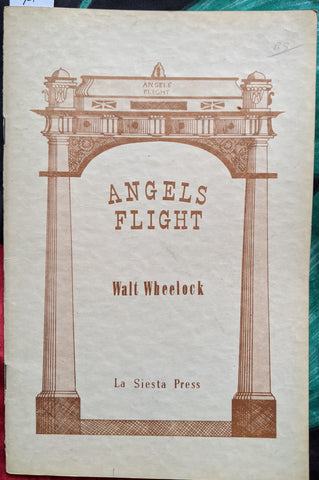 ANGELS
FLIGHT
ANGELS
FLIGHT
Walt Wheelock
La Siesta Press